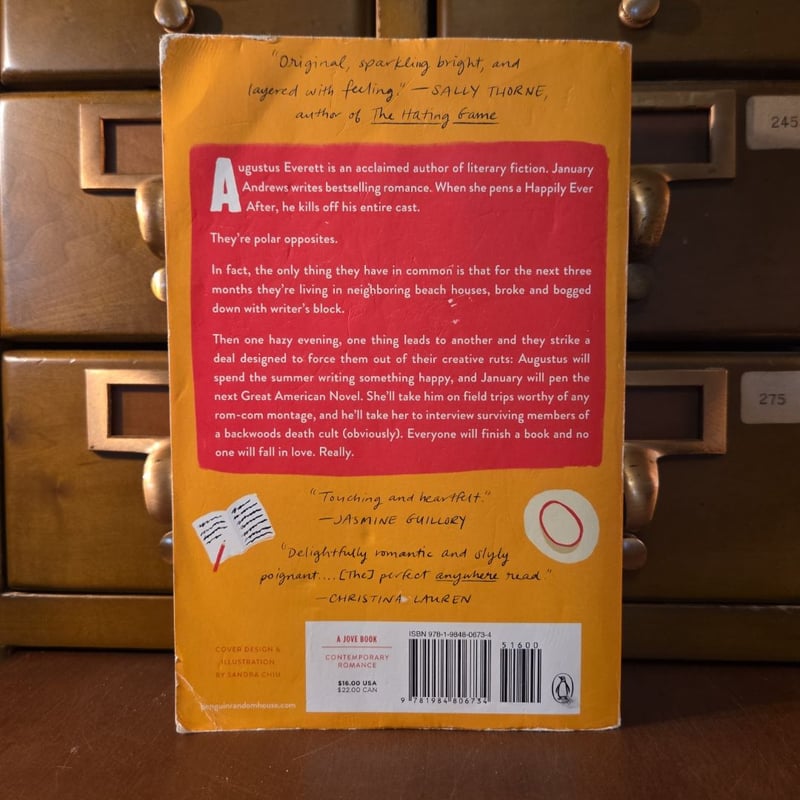 "Original, sparkling bright, and
layered with feeling." —SALLY THORNE,
author of The Hating Game
Augustus Everett is an acclaimed author of literary fiction. January
Andrews writes bestselling romance. When she pens a Happily Ever
After, he kills off his entire cast.
They're polar opposites.
In fact, the only thing they have in common is that for the next three
months they're living in neighboring beach houses, broke and bogged
down with writer's block.
Then one hazy evening, one thing leads to another and they strike a
deal designed to force them out of their creative ruts: Augustus will
spend the summer writing something happy, and January will pen the
next Great American Novel. She'll take him on field trips worthy of any
rom-com montage, and he'll take her to interview surviving members of
a backwoods death cult (obviously). Everyone will finish a book and no
one will fall in love. Really.
"Touching and heartfelt."
—JASMINE GUILLORY
"Delightfully romantic and slyly
poignant.... [The] perfect anywhere read."
—CHRISTINA LAUREN
COVER DESIGN &
ILLUSTRATION
BY SANDRA CHIU
penguinrandomhouse.com
A JOVE BOOK
CONTEMPORARY
ROMANCE
$16.00 USA
$22.00 CAN
ISBN 978-1-9848-0673-4
51600
9 781984 806734
245
275